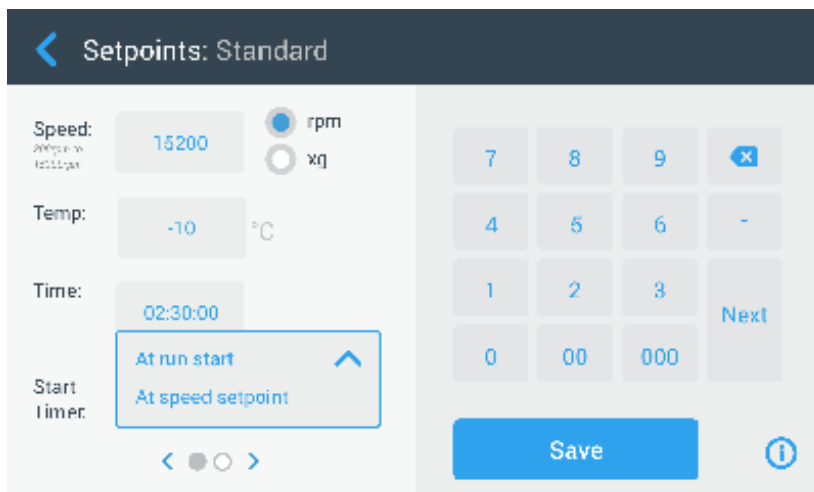 Setpoints: Standard
Speed:
15200
rpm
xg
Temp:
-10
°C
Time:
02:30:00
Start
Timer:
At run start
At speed setpoint
7 8 9
4 5 6 -
1 2 3
Next
0 00 000
Save